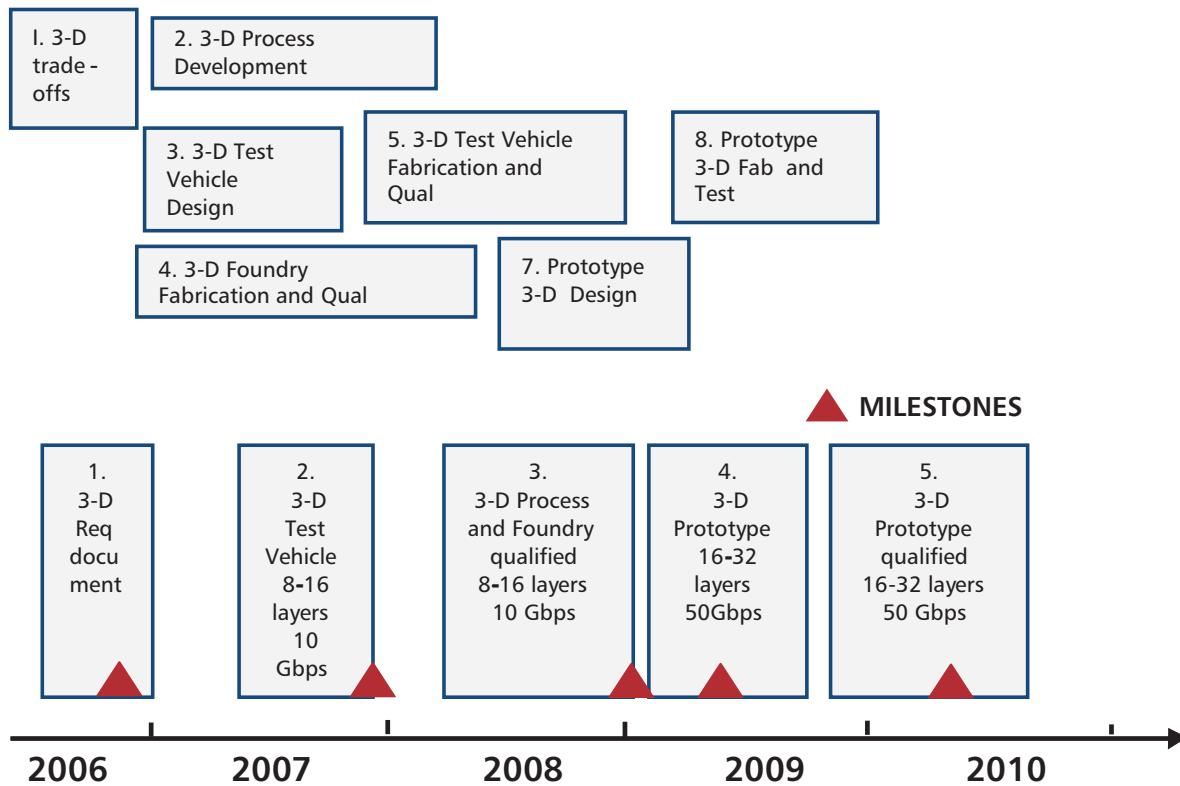 I. 3-D
trade -
offs
2. 3-D Process
Development
3. 3-D Test
Vehicle
Design
5. 3-D Test Vehicle
Fabrication and
Qual
8. Prototype
3-D Fab and
Test
4. 3-D Foundry
Fabrication and Qual
7. Prototype
3-D Design
MILESTONES
1.
3-D
Req
docu
ment
2.
3-D
Test
Vehicle
8-16
layers
10
Gbps
3.
3-D Process
and Foundry
qualified
8-16 layers
10 Gbps
4.
3-D
Prototype
16-32
layers
50Gbps
5.
3-D
Prototype
qualified
16-32 layers
50 Gbps
2006 2007 2008 2009 2010